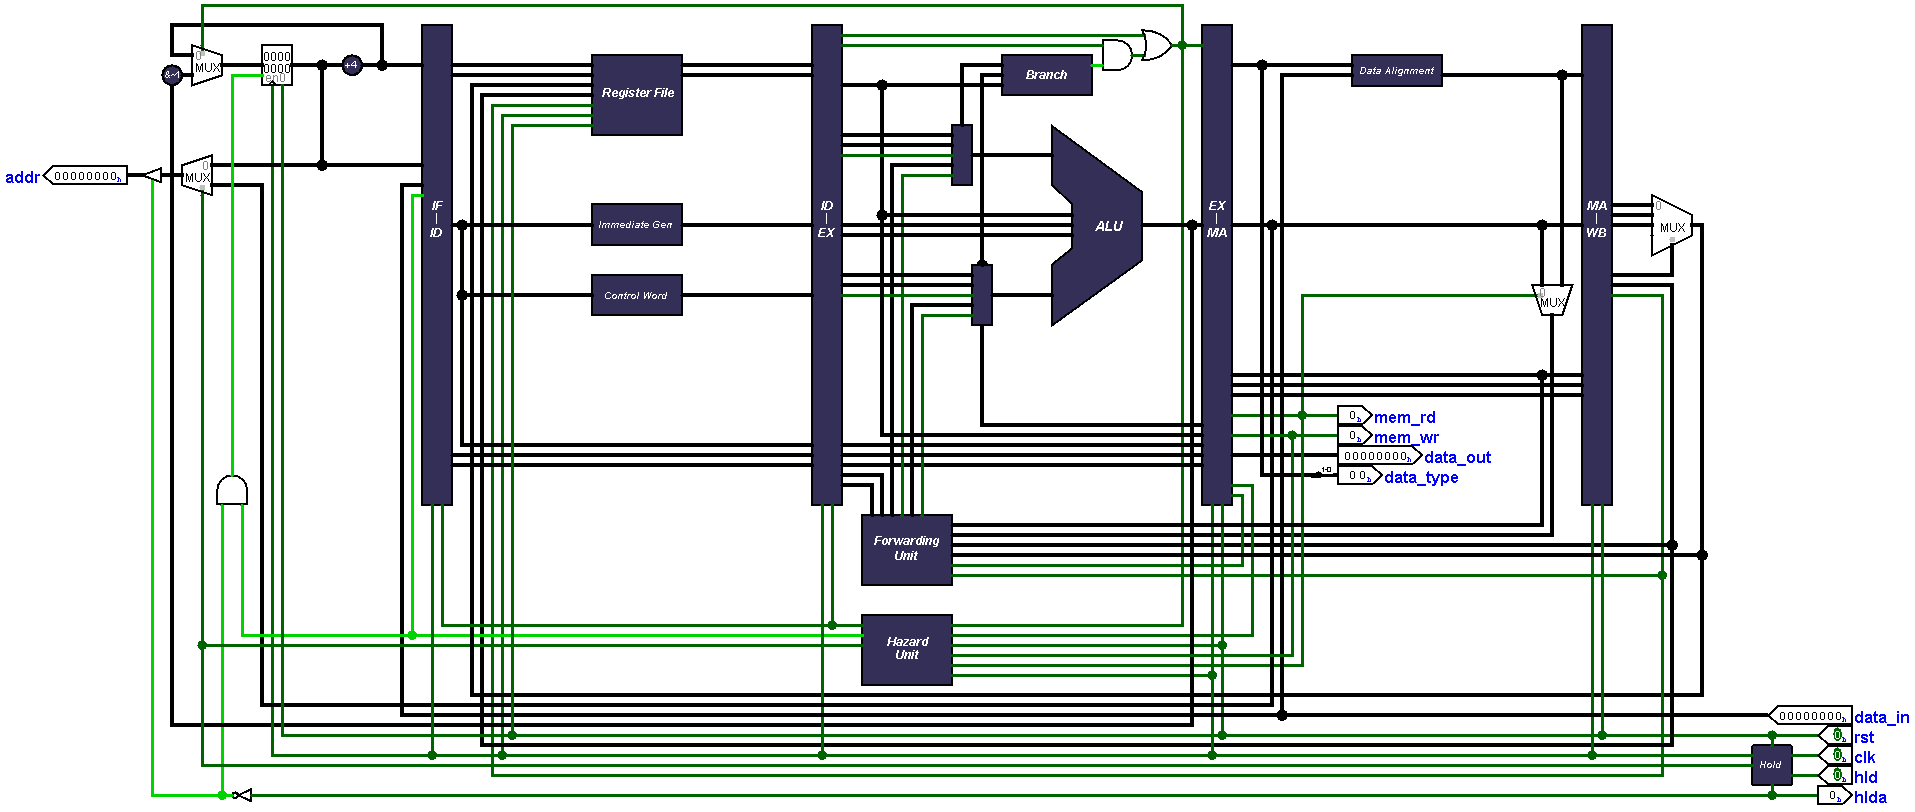 0
MUX
&~1
0000
0000
en0
+4
Register File
Branch
Data Alignment
addr
00000000h
0
MUX
IF
|
ID
ID
|
EX
EX
|
MA
MA
|
WB
0
MUX
Immediate Gen
ALU
Control Word
0
MUX
0h
mem_rd
0h
mem_wr
00000000h
data_out
1-0
0 0h
data_type
Forwarding
Unit
Hazard
Unit
00000000h
data_in
0h
rst
0h
clk
Hold
0h
hld
0h
hlda